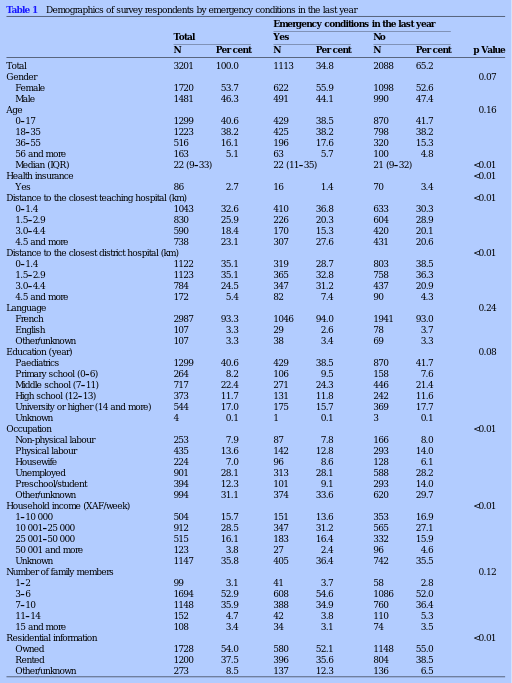 Table 1 Demographics of survey respondents by emergency conditions in the last year
Emergency conditions in the last year
Total Yes No
N Per cent N Per cent N Per cent p Value
Total 3201 100.0 1113 34.8 2088 65.2
Gender 0.07
Female 1720 53.7 622 55.9 1098 52.6
Male 1481 46.3 491 44.1 990 47.4
Age 0.16
0–17 1299 40.6 429 38.5 870 41.7
18–35 1223 38.2 425 38.2 798 38.2
36–55 516 16.1 196 17.6 320 15.3
56 and more 163 5.1 63 5.7 100 4.8
Median (IQR) 22 (9–33) 22 (11–35) 21 (9–32) <0.01
Health insurance <0.01
Yes 86 2.7 16 1.4 70 3.4
Distance to the closest teaching hospital (km) <0.01
0–1.4 1043 32.6 410 36.8 633 30.3
1.5–2.9 830 25.9 226 20.3 604 28.9
3.0–4.4 590 18.4 170 15.3 420 20.1
4.5 and more 738 23.1 307 27.6 431 20.6
Distance to the closest district hospital (km) <0.01
0–1.4 1122 35.1 319 28.7 803 38.5
1.5–2.9 1123 35.1 365 32.8 758 36.3
3.0–4.4 784 24.5 347 31.2 437 20.9
4.5 and more 172 5.4 82 7.4 90 4.3
Language 0.24
French 2987 93.3 1046 94.0 1941 93.0
English 107 3.3 29 2.6 78 3.7
Other/unknown 107 3.3 38 3.4 69 3.3
Education (year) 0.08
Paediatrics 1299 40.6 429 38.5 870 41.7
Primary school (0–6) 264 8.2 106 9.5 158 7.6
Middle school (7–11) 717 22.4 271 24.3 446 21.4
High school (12–13) 373 11.7 131 11.8 242 11.6
University or higher (14 and more) 544 17.0 175 15.7 369 17.7
Unknown 4 0.1 1 0.1 3 0.1
Occupation <0.01
Non-physical labour 253 7.9 87 7.8 166 8.0
Physical labour 435 13.6 142 12.8 293 14.0
Housewife 224 7.0 96 8.6 128 6.1
Unemployed 901 28.1 313 28.1 588 28.2
Preschool/student 394 12.3 101 9.1 293 14.0
Other/unknown 994 31.1 374 33.6 620 29.7
Household income (XAF/week) <0.01
1–10 000 504 15.7 151 13.6 353 16.9
10 001–25 000 912 28.5 347 31.2 565 27.1
25 001–50 000 515 16.1 183 16.4 332 15.9
50 001 and more 123 3.8 27 2.4 96 4.6
Unknown 1147 35.8 405 36.4 742 35.5
Number of family members 0.12
1–2 99 3.1 41 3.7 58 2.8
3–6 1694 52.9 608 54.6 1086 52.0
7–10 1148 35.9 388 34.9 760 36.4
11–14 152 4.7 42 3.8 110 5.3
15 and more 108 3.4 34 3.1 74 3.5
Residential information <0.01
Owned 1728 54.0 580 52.1 1148 55.0
Rented 1200 37.5 396 35.6 804 38.5
Other/unknown 273 8.5 137 12.3 136 6.5